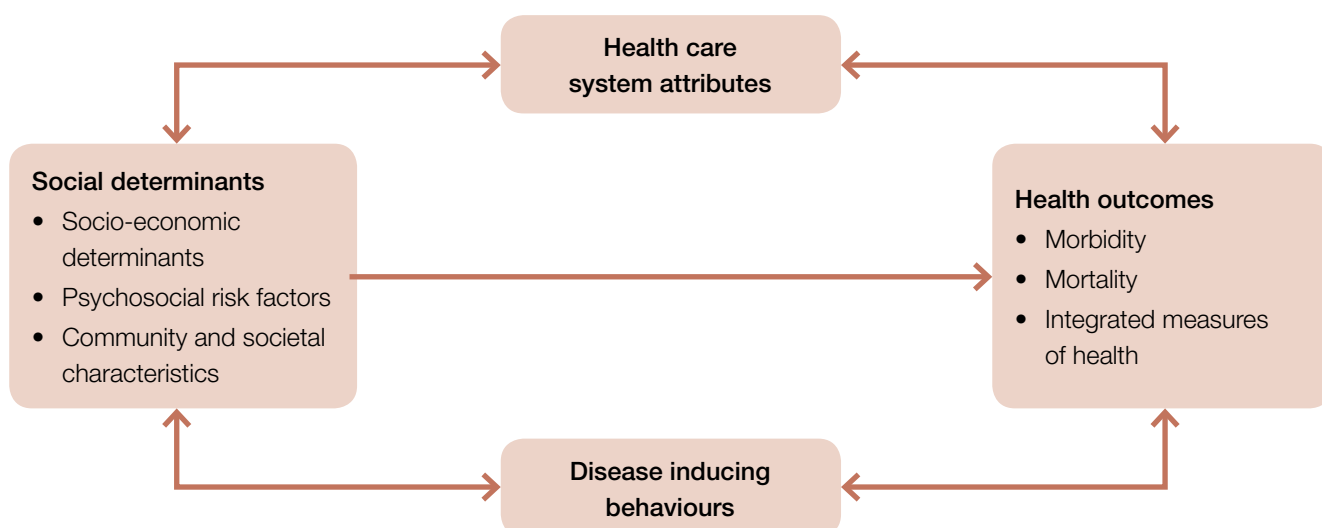 Health care
system attributes
Social determinants
• Socio-economic
determinants
• Psychosocial risk factors
• Community and societal
characteristics
Health outcomes
• Morbidity
• Mortality
• Integrated measures
of health
Disease inducing
behaviours